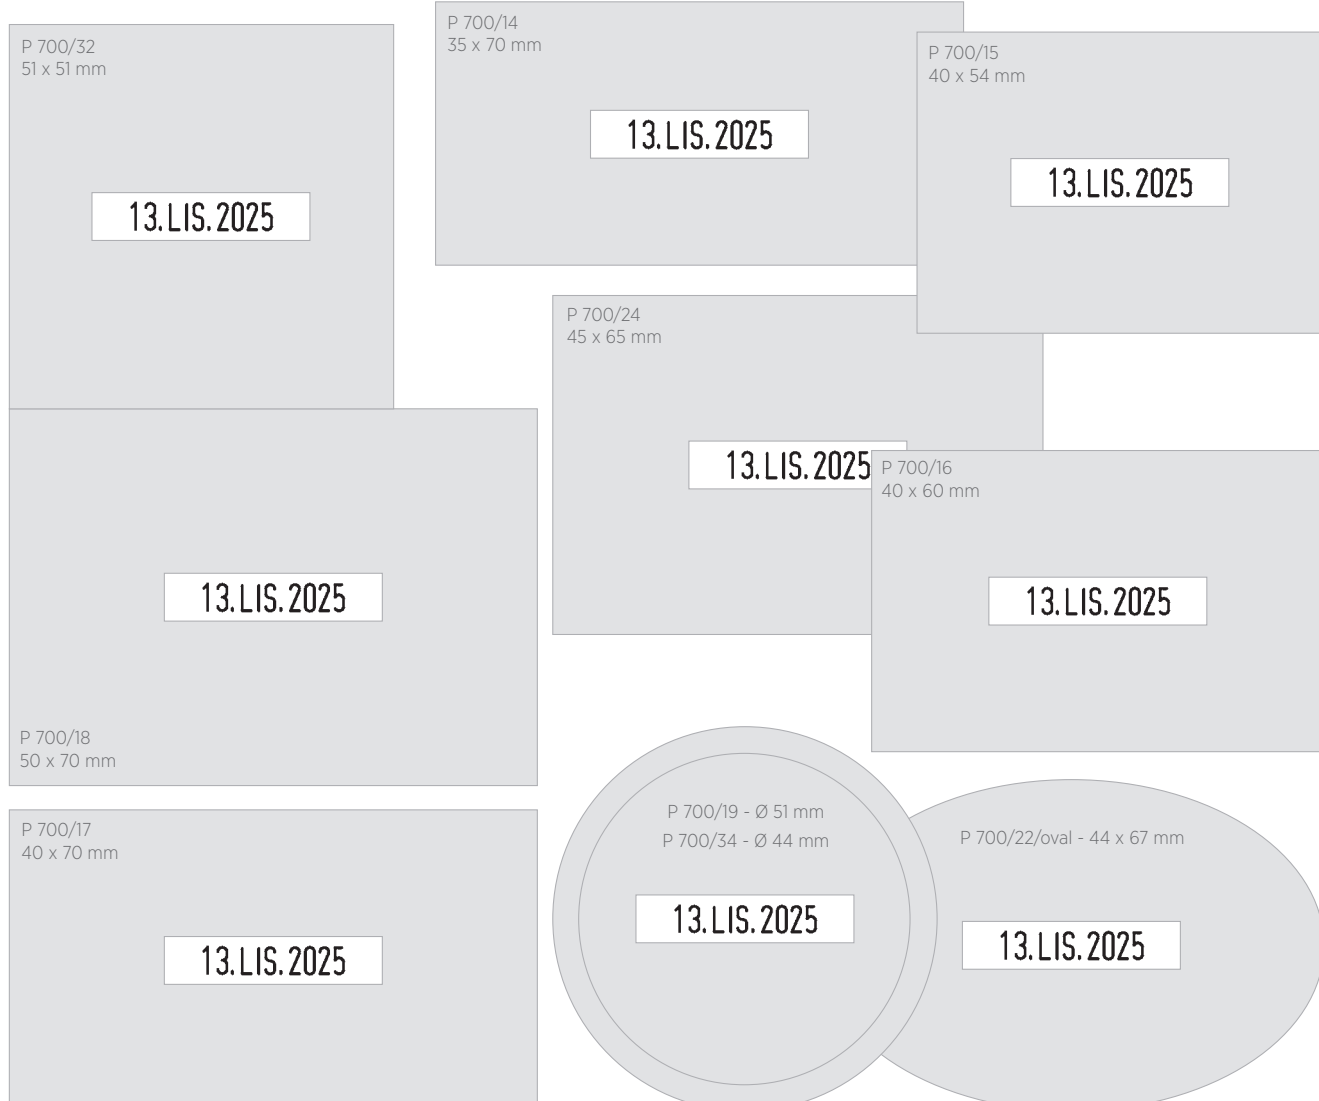 P 700/32
51 x 51 mm
13.LIS.2025
P 700/14
35 x 70 mm
13.LIS.2025
P 700/15
40 x 54 mm
13.LIS.2025
P 700/24
45 x 65 mm
13.LIS.2025
P 700/16
40 x 60 mm
13.LIS.2025
13.LIS.2025
P 700/18
50 x 70 mm
P 700/17
40 x 70 mm
13.LIS.2025
P 700/19 - Ø 51 mm
P 700/34 - Ø 44 mm
13.LIS.2025
P 700/22/oval - 44 x 67 mm
13.LIS.2025